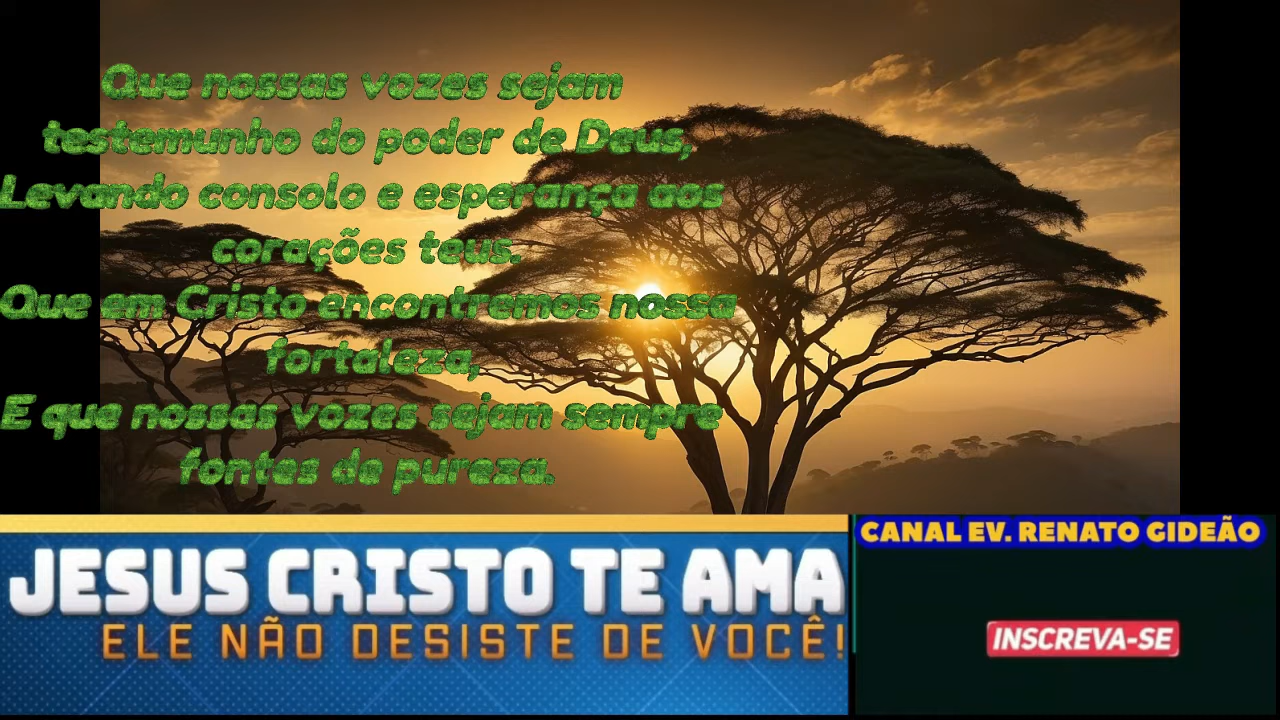 Que nossas vozes sejam
testemunho do poder de Deus,
Levando consolo e esperança aos
corações teus.
Que em Cristo encontremos nossa
fortaleza,
E que nossas vozes sejam sempre
fontes de pureza.
JESUS CRISTO TE AMA
ELE NÃO DESISTE DE VOCÊ!
CANAL EV. RENATO GIDEÃO
INSCREVA-SE